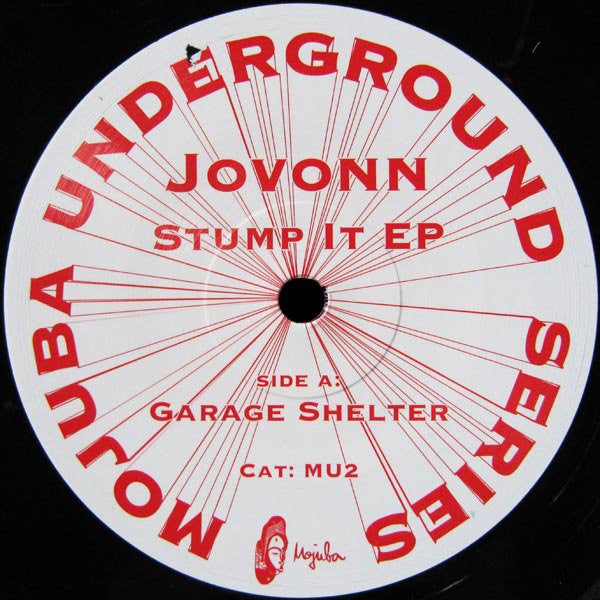 MOJUBA UNDERGROUND SERIES
JOVONN
STUMP IT EP
SIDE A:
GARAGE SHELTER
CAT: MU2
Mojuba